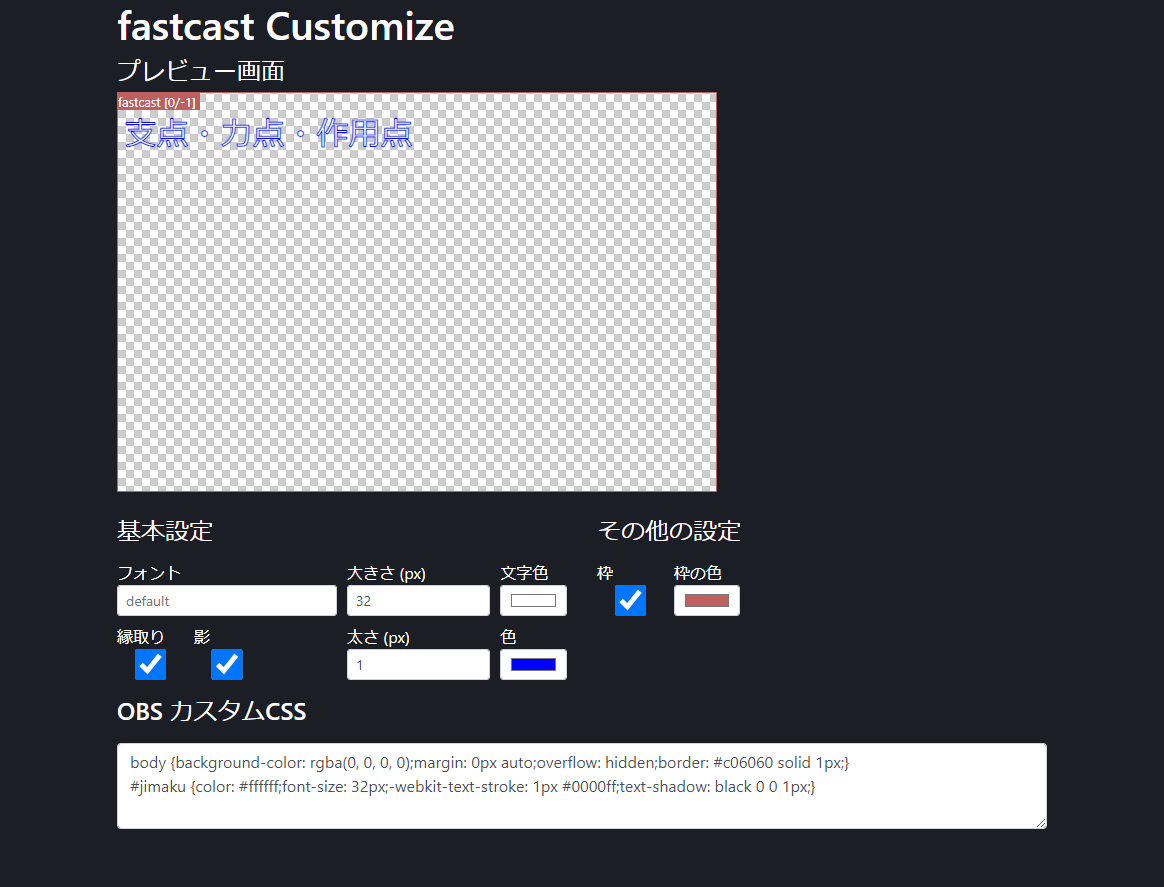 fastcast Customize
プレビュー画面
fastcast [0/-1]
支点・力点・作用点
基本設定
その他の設定
フォント
大きさ (px)
文字色
枠
枠の色
default
32
縁取り
影
太さ (px)
色
1
OBS カスタムCSS
body {background-color: rgba(0, 0, 0, 0);margin: 0px auto;overflow: hidden;border: #c06060 solid 1px;}
#jimaku {color: #ffffff;font-size: 32px;-webkit-text-stroke: 1px #0000ff;text-shadow: black 0 0 1px;}